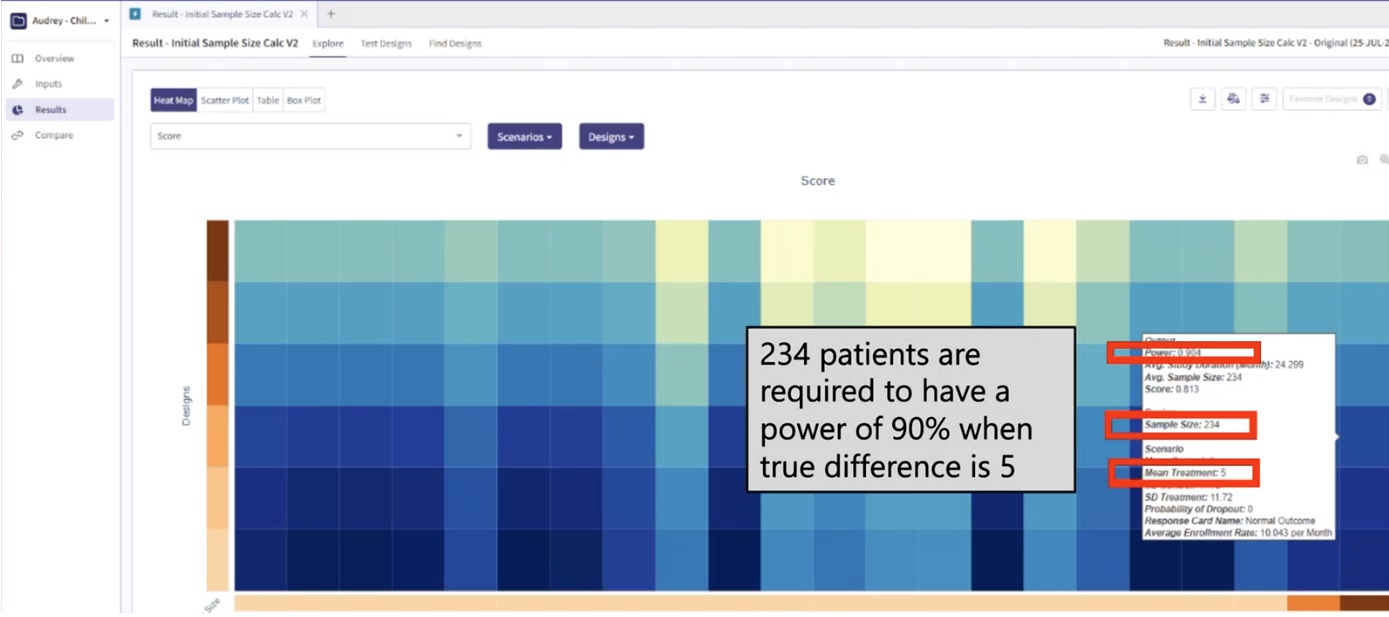 Audrey - Chil...
Result - Initial Sample Size Calc V2
Result - Initial Sample Size Calc V2 Explore Test Designs Find Designs
Result - Initial Sample Size Calc V2 - Original (25-JUL-2
Overview
Inputs
Results
Compare
Heat Map Scatter Plot Table Box Plot
Favorite Designs 0
Score
Scenarios
Designs
Score
Designs
Size
234 patients are
required to have a
power of 90% when
true difference is 5
Output
Power: 0.904
Avg. Study Duration (Month): 24.299
Avg. Sample Size: 234
Score: 0.813
Sample Size: 234
Scenario
Mean Treatment: 5
SD Treatment: 11.72
Probability of Dropout: 0
Response Card Name: Normal Outcome
Average Enrollment Rate: 10.043 per Month